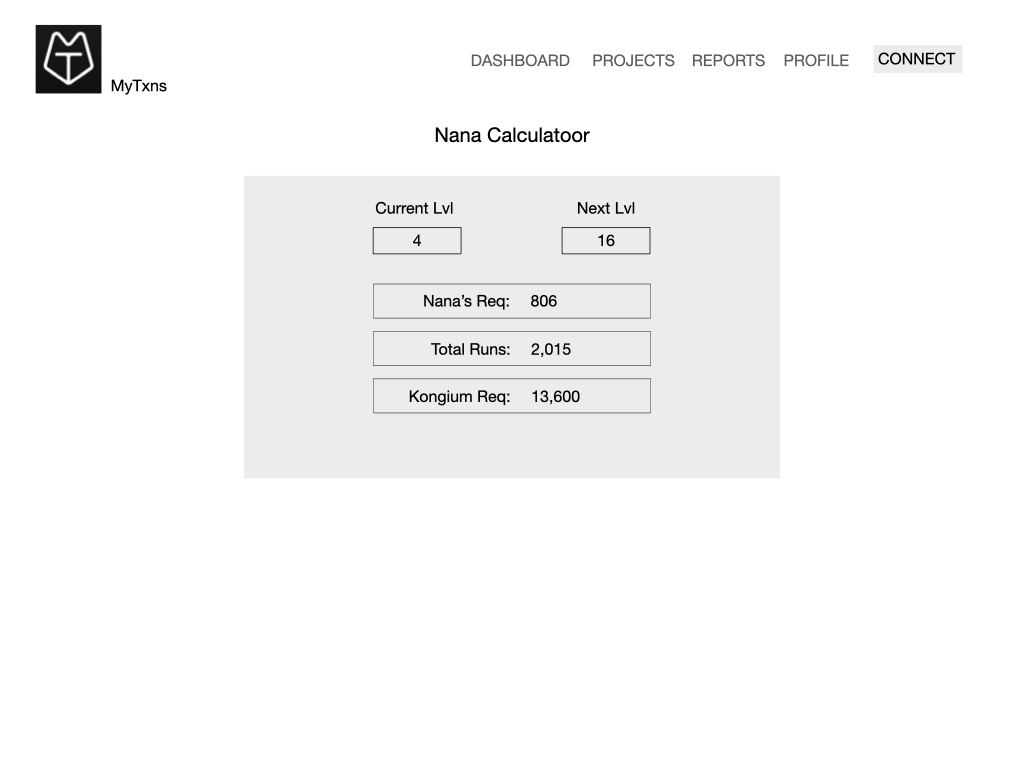 MyTxns
DASHBOARD PROJECTS REPORTS PROFILE CONNECT
Nana Calculatoor
Current Lvl Next Lvl
4 16
Nana’s Req: 806
Total Runs: 2,015
Kongium Req: 13,600